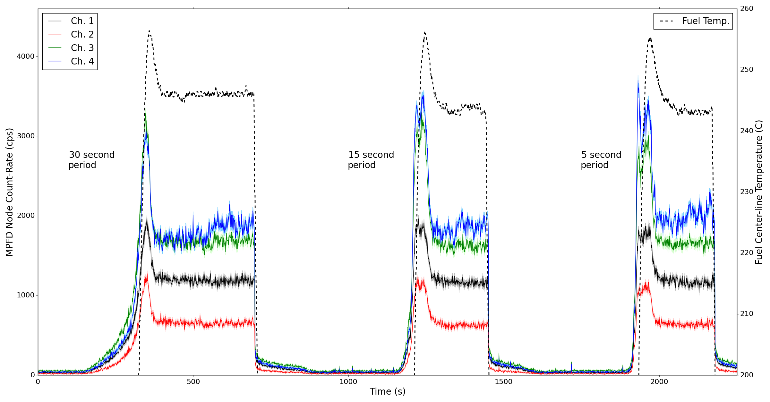 Ch. 1
Ch. 2
Ch. 3
Ch. 4
Fuel Temp.
30 second
period
15 second
period
5 second
period
MPFD Node Count Rate (cps)
4000
3000
2000
1000
0
Fuel Center-line Temperature (C)
260
250
240
230
220
210
200
0
500
1000
1500
2000
Time (s)